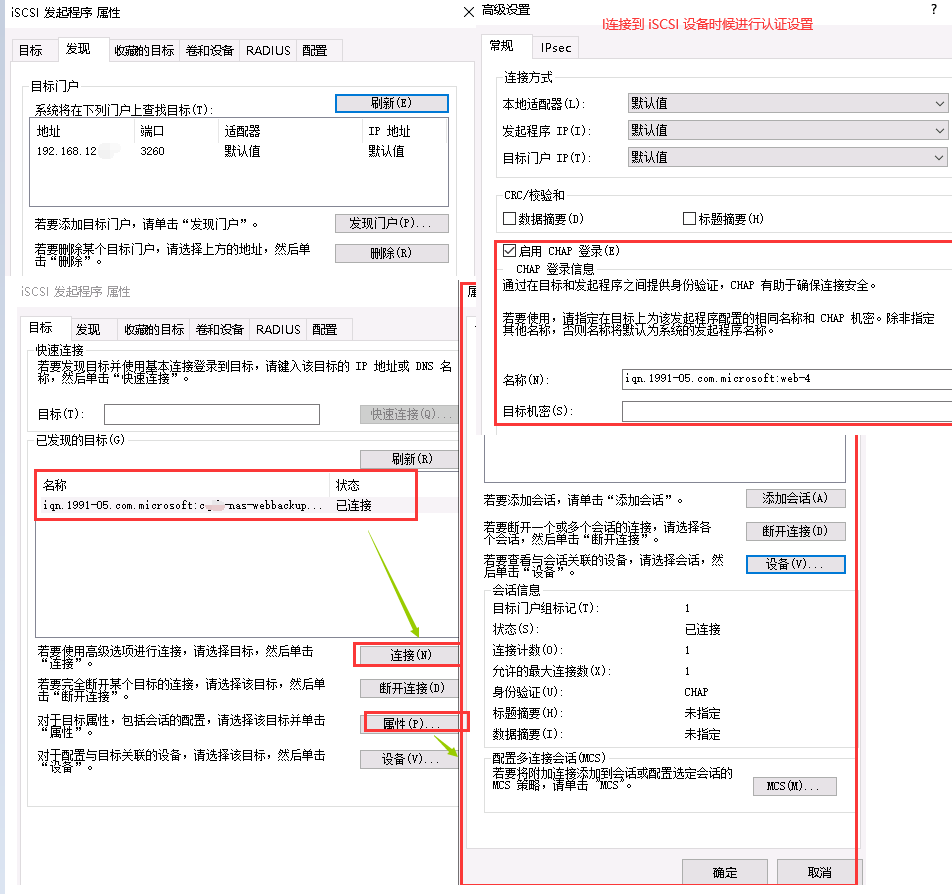 iSCSI 发起程序 属性
目标 发现 收藏的目标 卷和设备 RADIUS 配置
目标门户
系统将在下列门户上查找目标(T):
刷新(E)
地址 端口 适配器 IP 地址
192.168.12 3260 默认值 默认值
若要添加目标门户，请单击“发现门户”。
发现门户(P)...
若要删除某个目标门户，请选择上方的地址，然后单
击“删除”。
删除(R)
iSCSI 发起程序 属性
目标 发现 收藏的目标 卷和设备 RADIUS 配置
快速连接
若要发现目标并使用基本连接登录到目标，请键入该目标的 IP 地址或 DNS 名
称，然后单击“快速连接”。
目标(T):
快速连接(Q)...
已发现的目标(G)
刷新(R)
名称 状态
iqn.1991-05.com.microsoft: -nas-webbackup... 已连接
若要使用高级选项进行连接，请选择目标，然后单击
“连接”。
连接(N)
若要完全断开某个目标的连接，请选择该目标，然后单
击“断开连接”。
断开连接(D)
对于目标属性，包括会话的配置，请选择该目标并单击
“属性”。
属性(P)...
对于配置与目标关联的设备，请选择该目标，然后单击
“设备”。
设备(V)...
高级设置
?
I连接到 iSCSI 设备时候进行认证设置
常规 IPsec
连接方式
本地适配器(L): 默认值
发起程序 IP(I): 默认值
目标门户 IP(T): 默认值
CRC/校验和
数据摘要(D) 标题摘要(H)
启用 CHAP 登录(E)
CHAP 登录信息
通过在目标和发起程序之间提供身份验证，CHAP 有助于确保连接安全。
若要使用，请指定在目标上为该发起程序配置的相同名称和 CHAP 机密。除非指定
其他名称，否则名称将默认为系统的发起程序名称。
名称(N): iqn.1991-05.com.microsoft:web-4
目标机密(S):
若要添加会话，请单击“添加会话”。
添加会话(A)
若要断开一个或多个会话的连接，请选择各
个会话，然后单击“断开连接”。
断开连接(D)
若要查看与会话关联的设备，请选择会话，然
后单击“设备”。
设备(V)...
会话信息
目标门户组标记(T): 1
状态(S): 已连接
连接计数(O): 1
允许的最大连接数(X): 1
身份验证(U): CHAP
标题摘要(H): 未指定
数据摘要(I): 未指定
配置多连接会话(MCS)
若要将附加连接添加到会话或配置选定会话的
MCS 策略，请单击 "MCS"。
MCS(M)...
确定 取消